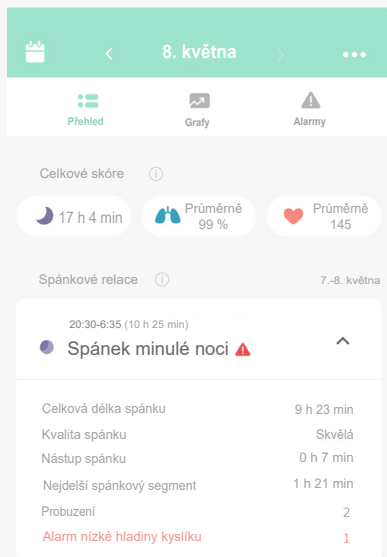 8. května
Přehled
Grafy
Alarmy
Celkové skóre
17 h 4 min
Průměrně
99 %
Průměrně
145
Spánkové relace
7.-8. května
20:30-6:35 (10 h 25 min)
Spánek minulé noci
Celková délka spánku 9 h 23 min
Kvalita spánku Skvělá
Nástup spánku 0 h 7 min
Nejdelší spánkový segment 1 h 21 min
Probuzení 2
Alarm nízké hladiny kyslíku 1